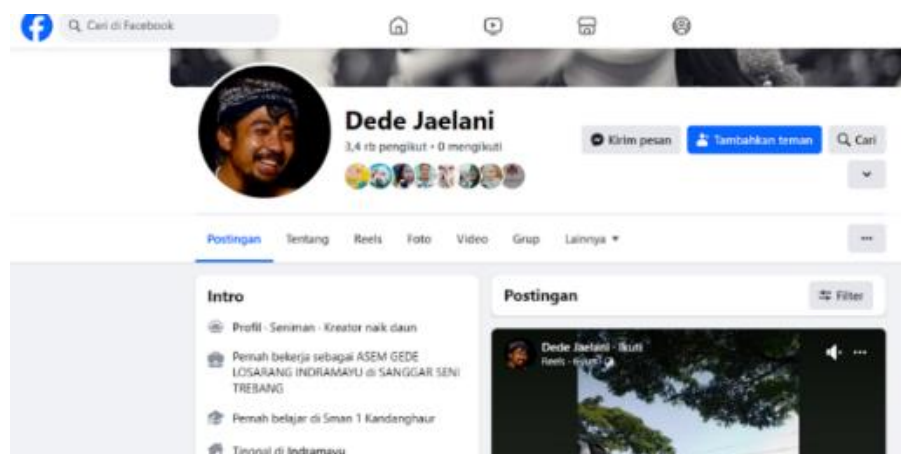 Cari di Facebook
Dede Jaelani
3,4 rb pengikut • 0 mengikuti
Kirim pesan
Tambahkan teman
Cari
Postingan
Tentang
Reels
Foto
Video
Grup
Lainnya
Intro
Profil · Seniman · Kreator naik daun
Pernah bekerja sebagai ASEM GEDE
LOSARANG INDRAMAYU di SANGGAR SENI
TREBANG
Pernah belajar di Sman 1 Kandanghaur
Tinggal di Indramayu
Postingan
Filter
Dede Jaelani · Ikuti
Reels ·